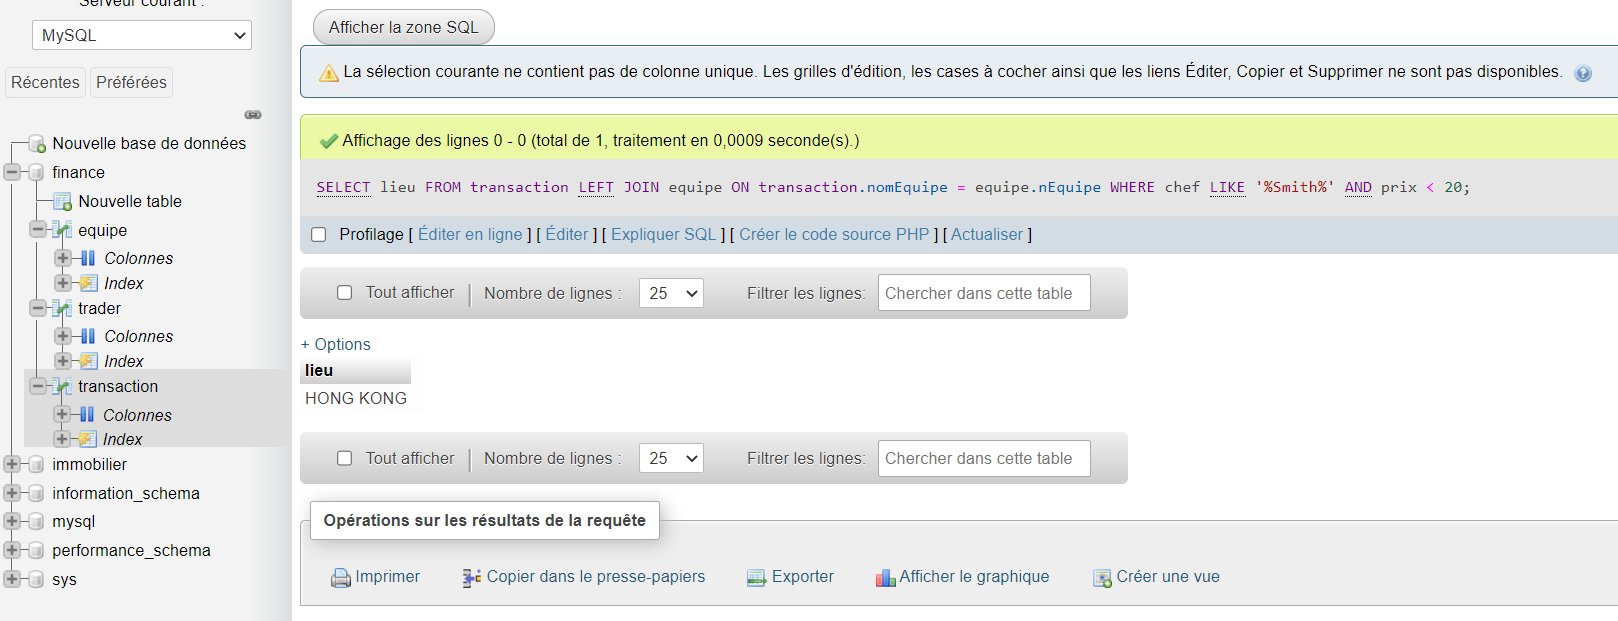 Serveur courant :
MySQL
Récentes
Préférées
Nouvelle base de données
finance
Nouvelle table
equipe
Colonnes
Index
trader
Colonnes
Index
transaction
Colonnes
Index
immobilier
information_schema
mysql
performance_schema
sys
Afficher la zone SQL
La sélection courante ne contient pas de colonne unique. Les grilles d'édition, les cases à cocher ainsi que les liens Éditer, Copier et Supprimer ne sont pas disponibles.
Affichage des lignes 0 - 0 (total de 1, traitement en 0,0009 seconde(s).)
SELECT lieu FROM transaction LEFT JOIN equipe ON transaction.nomEquipe = equipe.nEquipe WHERE chef LIKE '%Smith%' AND prix < 20;
Profilage [ Éditer en ligne ] [ Éditer ] [ Expliquer SQL ] [ Créer le code source PHP ] [ Actualiser ]
Tout afficher | Nombre de lignes : 25 Filtrer les lignes: Chercher dans cette table
+ Options
lieu
HONG KONG
Tout afficher | Nombre de lignes : 25 Filtrer les lignes: Chercher dans cette table
Opérations sur les résultats de la requête
Imprimer Copier dans le presse-papiers Exporter Afficher le graphique Créer une vue